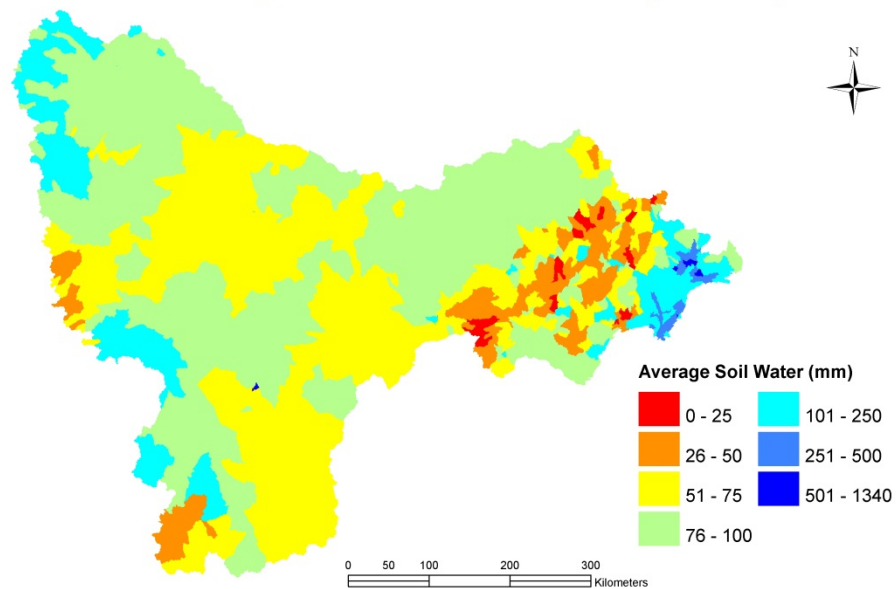 N
Average Soil Water (mm)
0 - 25
101 - 250
26 - 50
251 - 500
51 - 75
501 - 1340
76 - 100
0 50 100 200 300
Kilometers